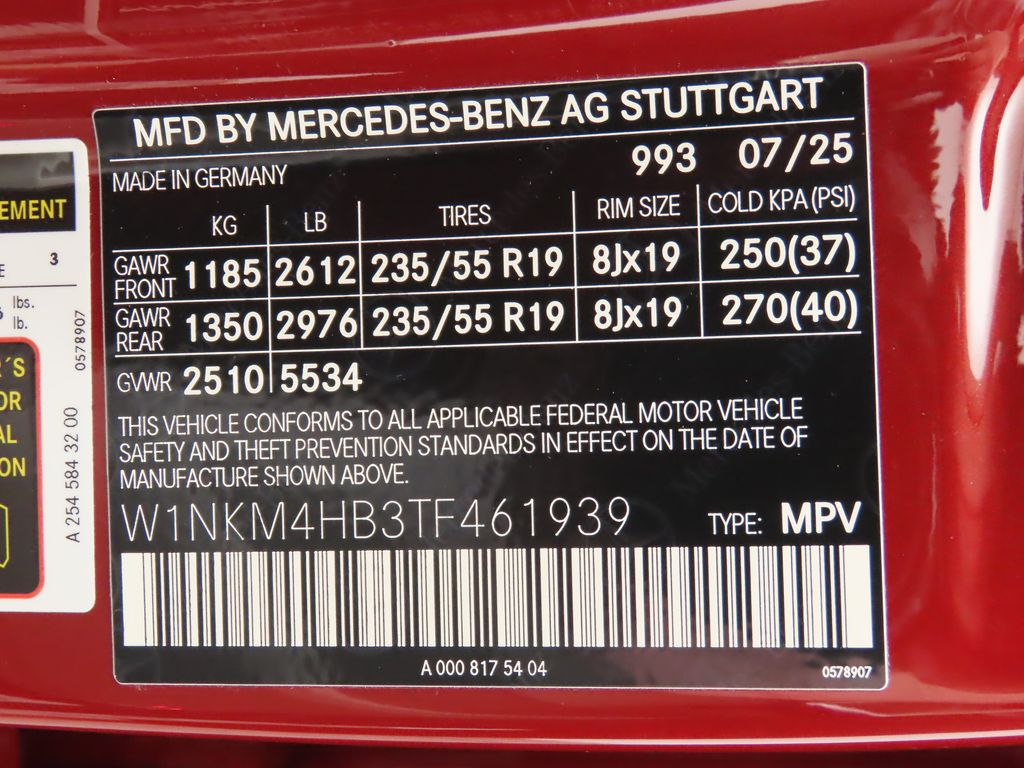 MFD BY MERCEDES-BENZ AG STUTTGART
993 07/25
MADE IN GERMANY
KG LB TIRES RIM SIZE COLD KPA (PSI)
GAWR FRONT 1185 2612 235/55 R19 8Jx19 250(37)
GAWR REAR 1350 2976 235/55 R19 8Jx19 270(40)
GVWR 2510 5534
THIS VEHICLE CONFORMS TO ALL APPLICABLE FEDERAL MOTOR VEHICLE
SAFETY AND THEFT PREVENTION STANDARDS IN EFFECT ON THE DATE OF
MANUFACTURE SHOWN ABOVE.
W1NKM4HB3TF461939 TYPE: MPV
A 000 817 54 04
0578907
EMENT
3
lbs.
lb.
0578907
A 254 584 32 00
R´S
OR
AL
ON